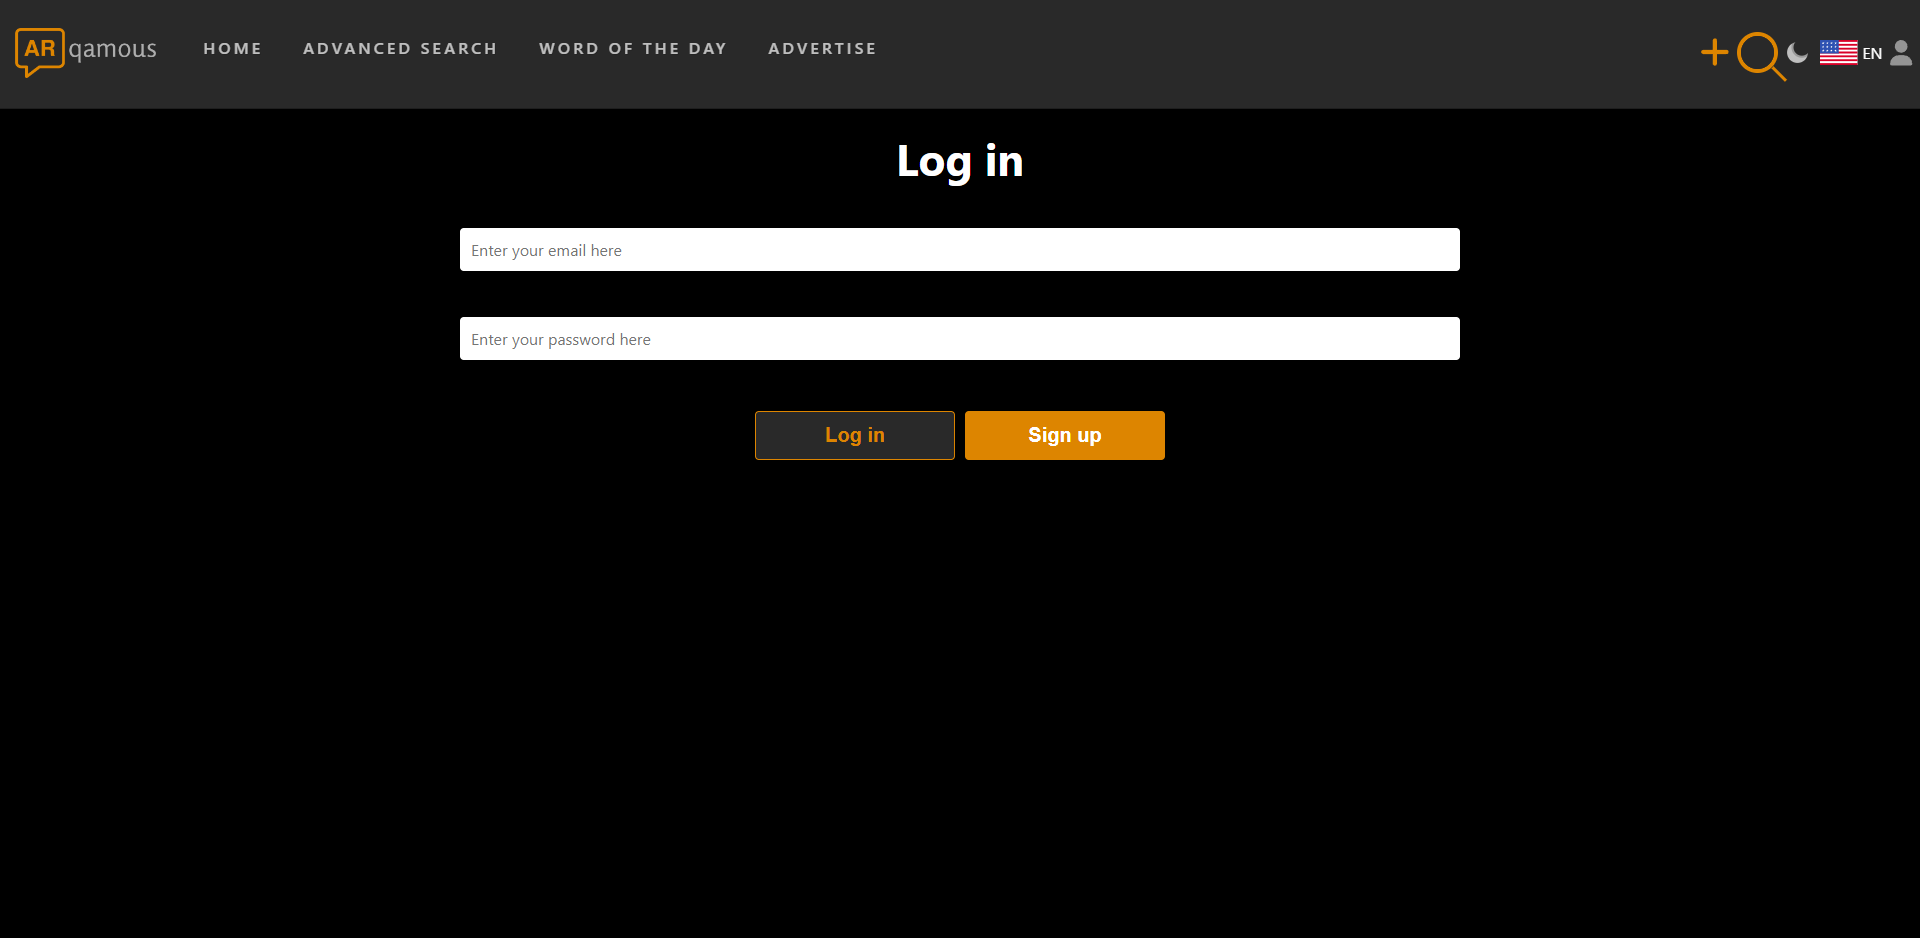 AR qamous HOME ADVANCED SEARCH WORD OF THE DAY ADVERTISE EN
Log in
Enter your email here
Enter your password here
Log in Sign up